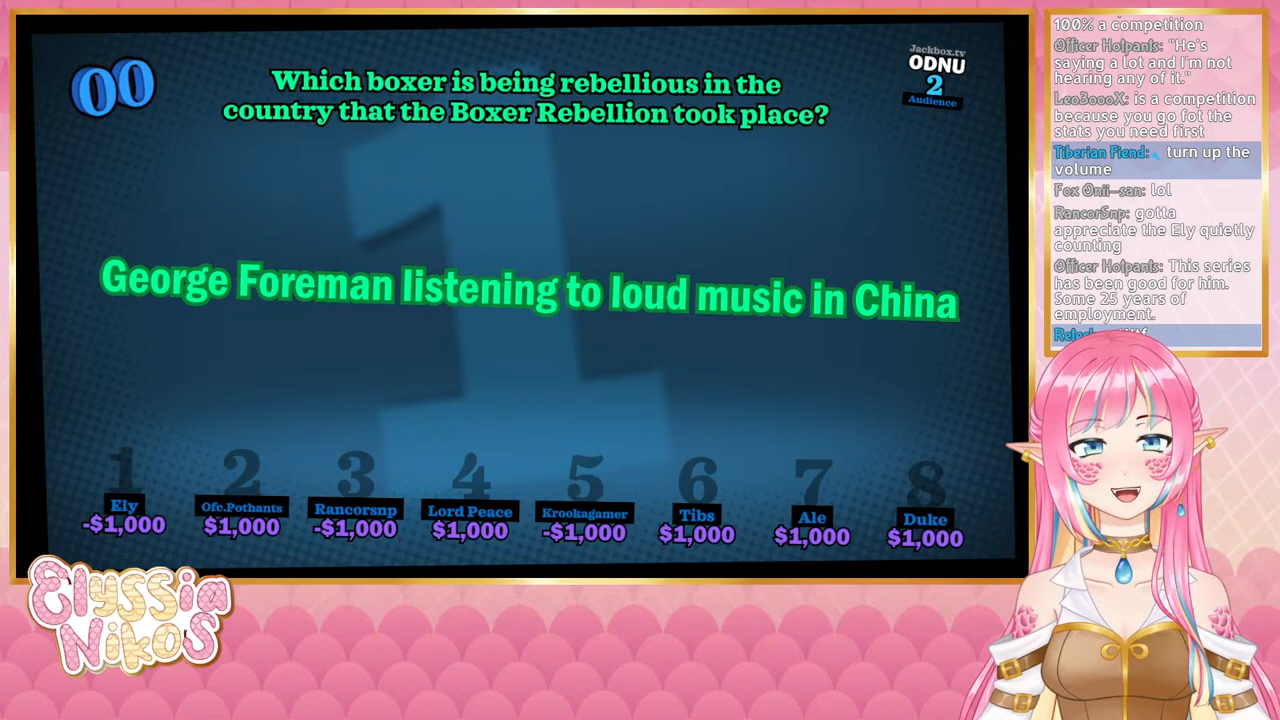 00
Which boxer is being rebellious in the
country that the Boxer Rebellion took place?
Jackbox.tv
ODNU
2
Audience
George Foreman listening to loud music in China
1
1 2 3 4 5 6 7 8
Ely Ofc.Pothants Rancorsnp Lord Peace Krookagamer Tibs Ale Duke
-$1,000 $1,000 -$1,000 $1,000 -$1,000 $1,000 $1,000 $1,000
100% a competition
Officer Hotpants: "He's
saying a lot and I'm not
hearing any of it."
Leo3oooX: is a competition
because you go fot the
stats you need first
Tiberian Fiend: turn up the
volume
Fox Onii-san: lol
RancorSnp: gotta
appreciate the Ely quietly
counting
Officer Hotpants: This series
has been good for him.
Some 25 years of
employment.
Elyssia
Nikos